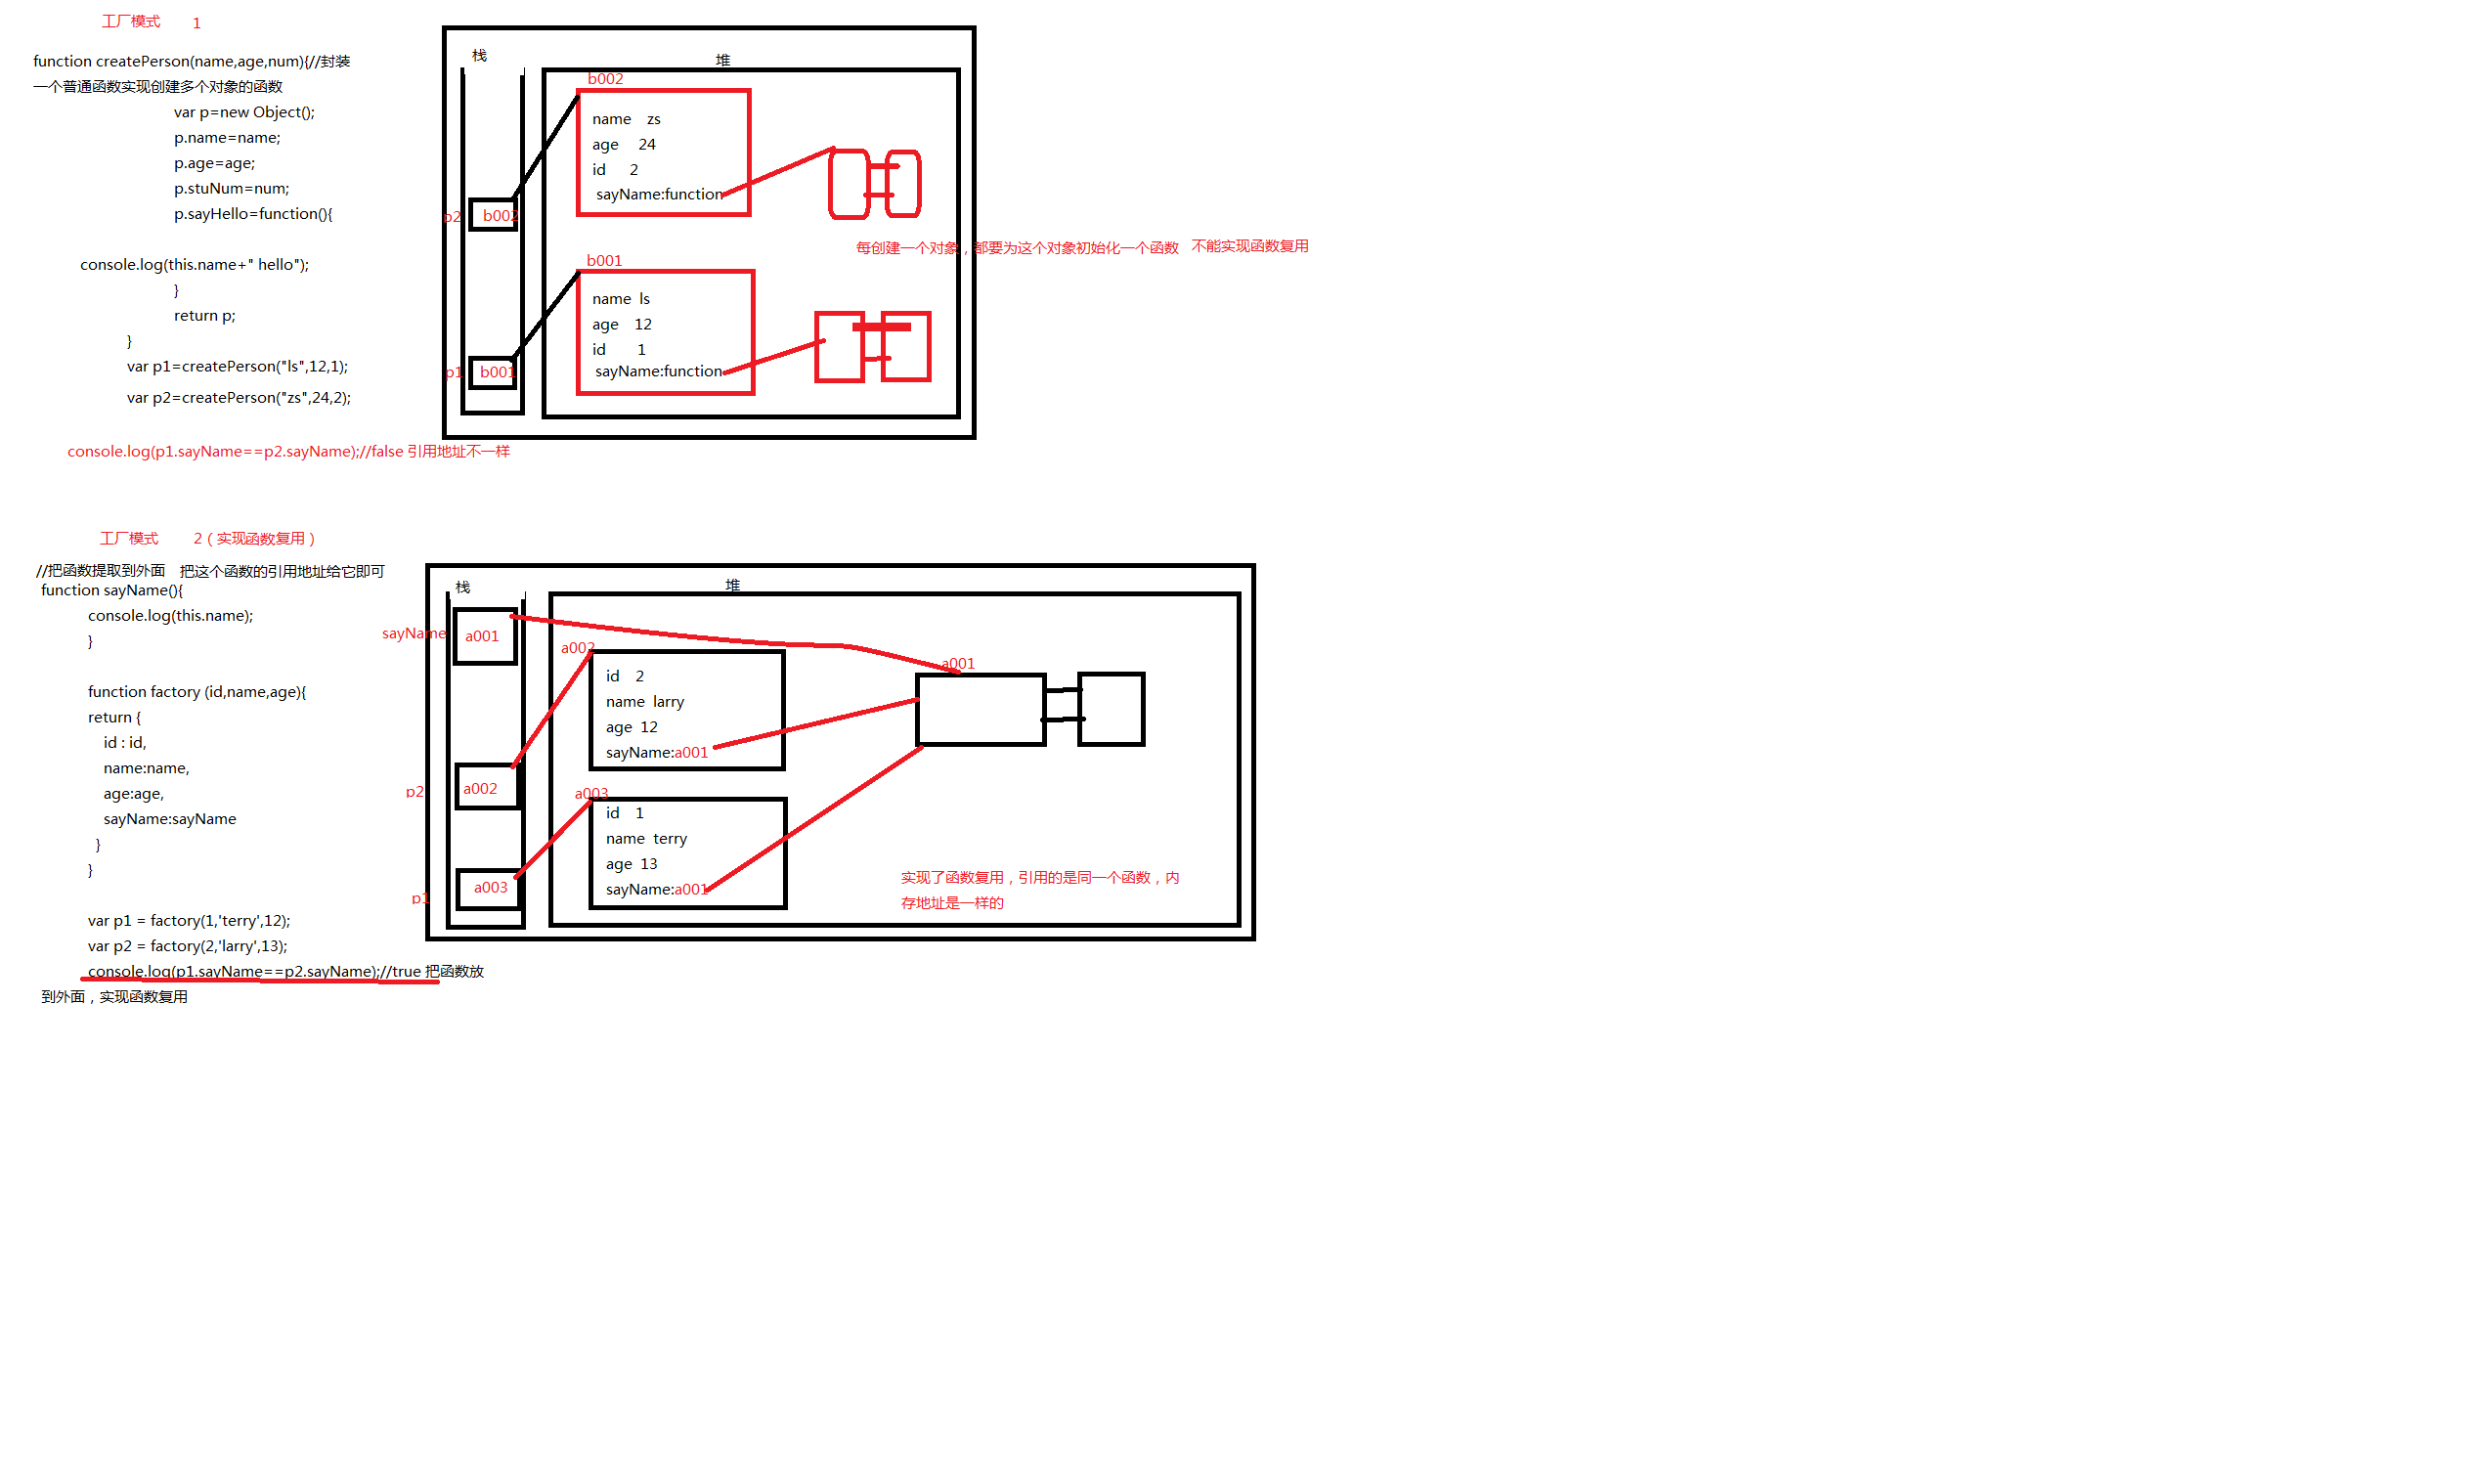 工厂模式 1
function createPerson(name,age,num){//封装
一个普通函数实现创建多个对象的函数
var p=new Object();
p.name=name;
p.age=age;
p.stuNum=num;
p.sayHello=function(){
console.log(this.name+" hello");
}
return p;
}
var p1=createPerson("ls",12,1);
var p2=createPerson("zs",24,2);
console.log(p1.sayName==p2.sayName);//false 引用地址不一样
栈
堆
b002
name zs
age 24
id 2
sayName:function
p2 b002
每创建一个对象，都要为这个对象初始化一个函数 不能实现函数复用
b001
name ls
age 12
id 1
sayName:function
p1 b001
工厂模式 2（实现函数复用）
//把函数提取到外面 把这个函数的引用地址给它即可
function sayName(){
console.log(this.name);
}
function factory (id,name,age){
return {
id : id,
name:name,
age:age,
sayName:sayName
}
}
var p1 = factory(1,'terry',12);
var p2 = factory(2,'larry',13);
console.log(p1.sayName==p2.sayName);//true 把函数放
到外面，实现函数复用
栈
堆
sayName a001
a002
a001
id 2
name larry
age 12
sayName:a001
p2 a002
a003
id 1
name terry
age 13
sayName:a001
p1 a003
实现了函数复用，引用的是同一个函数，内
存地址是一样的